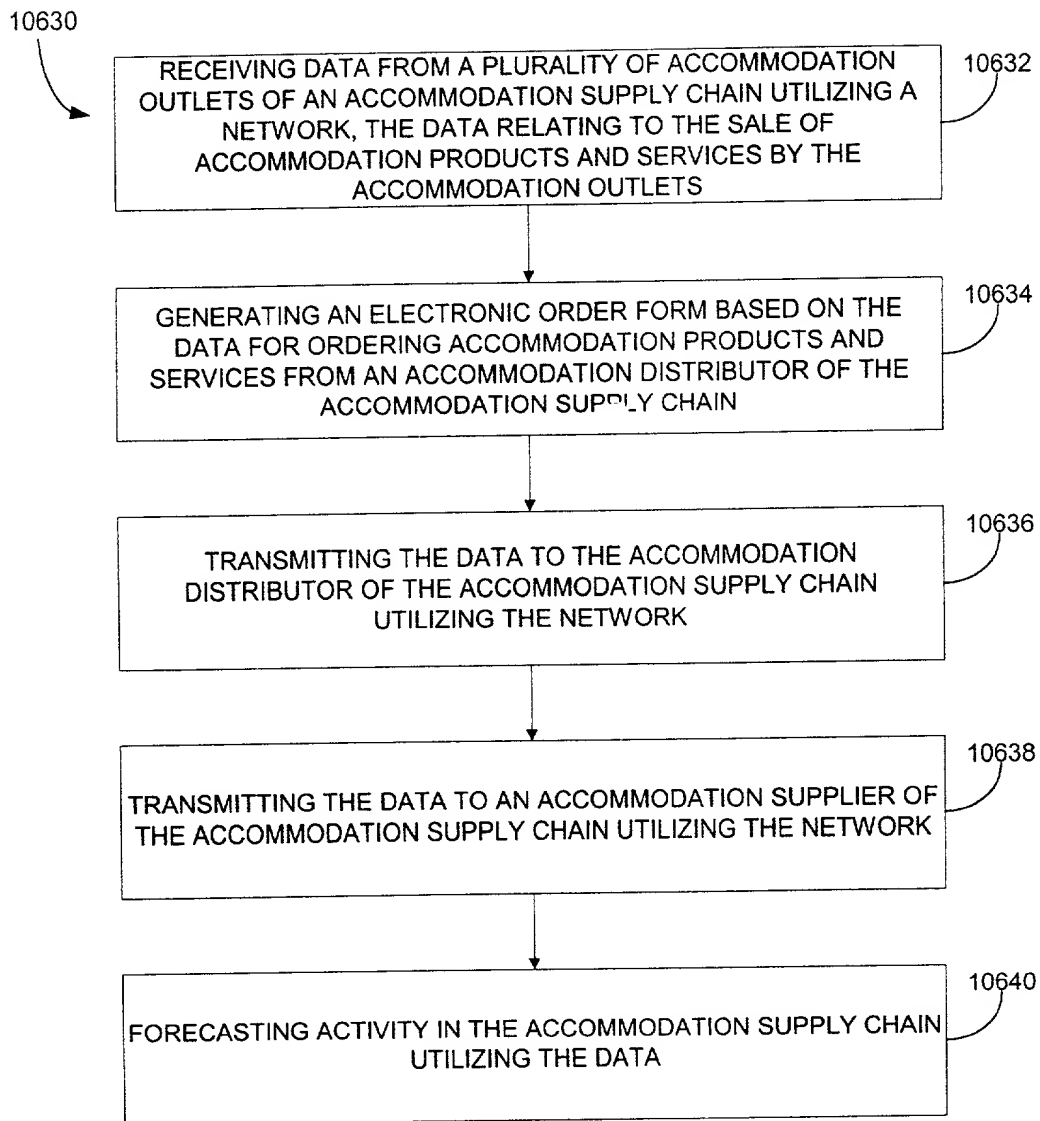 10630
RECEIVING DATA FROM A PLURALITY OF ACCOMMODATION
OUTLETS OF AN ACCOMMODATION SUPPLY CHAIN UTILIZING A
NETWORK, THE DATA RELATING TO THE SALE OF
ACCOMMODATION PRODUCTS AND SERVICES BY THE
ACCOMMODATION OUTLETS
10632
GENERATING AN ELECTRONIC ORDER FORM BASED ON THE
DATA FOR ORDERING ACCOMMODATION PRODUCTS AND
SERVICES FROM AN ACCOMMODATION DISTRIBUTOR OF THE
ACCOMMODATION SUPPLY CHAIN
10634
TRANSMITTING THE DATA TO THE ACCOMMODATION
DISTRIBUTOR OF THE ACCOMMODATION SUPPLY CHAIN
UTILIZING THE NETWORK
10636
TRANSMITTING THE DATA TO AN ACCOMMODATION SUPPLIER OF
THE ACCOMMODATION SUPPLY CHAIN UTILIZING THE NETWORK
10638
FORECASTING ACTIVITY IN THE ACCOMMODATION SUPPLY CHAIN
UTILIZING THE DATA
10640